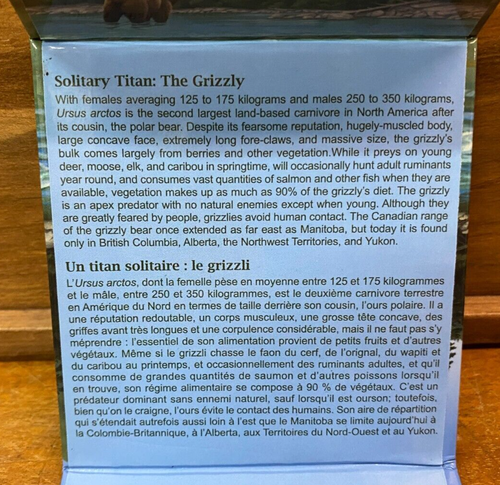 Solitary Titan: The Grizzly
With females averaging 125 to 175 kilograms and males 250 to 350 kilograms,
Ursus arctos is the second largest land-based carnivore in North America after
its cousin, the polar bear. Despite its fearsome reputation, hugely-muscled body,
large concave face, extremely long fore-claws, and massive size, the grizzly's
bulk comes largely from berries and other vegetation.While it preys on young
deer, moose, elk, and caribou in springtime, will occasionally hunt adult ruminants
year round, and consumes vast quantities of salmon and other fish when they are
available, vegetation makes up as much as 90% of the grizzly's diet. The grizzly
is an apex predator with no natural enemies except when young. Although they
are greatly feared by people, grizzlies avoid human contact. The Canadian range
of the grizzly bear once extended as far east as Manitoba, but today it is found
only in British Columbia, Alberta, the Northwest Territories, and Yukon.
Un titan solitaire : le grizzli
L'Ursus arctos, dont la femelle pèse en moyenne entre 125 et 175 kilogrammes
et le mâle, entre 250 et 350 kilogrammes, est le deuxième carnivore terrestre
en Amérique du Nord en termes de taille derrière son cousin, l'ours polaire. Il a
une réputation redoutable, un corps musculeux, une grosse tête concave, des
griffes avant très longues et une corpulence considérable, mais il ne faut pas s'y
méprendre : l'essentiel de son alimentation provient de petits fruits et d'autres
végétaux. Même si le grizzli chasse le faon du cerf, de l'orignal, du wapiti et
du caribou au printemps, et occasionnellement des ruminants adultes, et qu'il
consomme de grandes quantités de saumon et d'autres poissons lorsqu'il
en trouve, son régime alimentaire se compose à 90 % de végétaux. C'est un
prédateur dominant sans ennemi naturel, sauf lorsqu'il est ourson; toutefois,
bien qu'on le craigne, l'ours évite le contact des humains. Son aire de répartition
qui s'étendait autrefois aussi loin à l'est que le Manitoba se limite aujourd'hui à
la Colombie-Britannique, à l'Alberta, aux Territoires du Nord-Ouest et au Yukon.